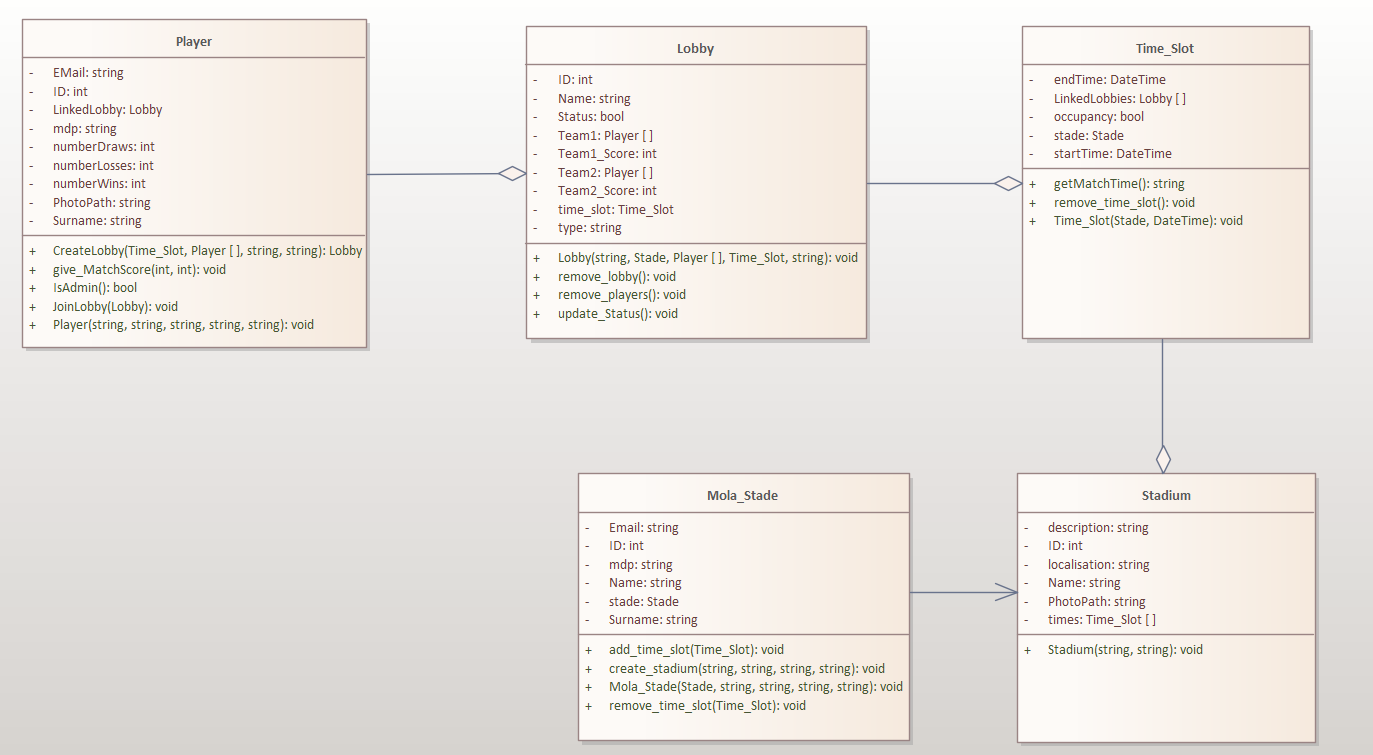 Player
- EMail: string
- ID: int
- LinkedLobby: Lobby
- mdp: string
- numberDraws: int
- numberLosses: int
- numberWins: int
- PhotoPath: string
- Surname: string
+ CreateLobby(Time_Slot, Player [ ], string, string): Lobby
+ give_MatchScore(int, int): void
+ IsAdmin(): bool
+ JoinLobby(Lobby): void
+ Player(string, string, string, string, string): void
Lobby
- ID: int
- Name: string
- Status: bool
- Team1: Player [ ]
- Team1_Score: int
- Team2: Player [ ]
- Team2_Score: int
- time_slot: Time_Slot
- type: string
+ Lobby(string, Stade, Player [ ], Time_Slot, string): void
+ remove_lobby(): void
+ remove_players(): void
+ update_Status(): void
Time_Slot
- endTime: DateTime
- LinkedLobbies: Lobby [ ]
- occupancy: bool
- stade: Stade
- startTime: DateTime
+ getMatchTime(): string
+ remove_time_slot(): void
+ Time_Slot(Stade, DateTime): void
Mola_Stade
- Email: string
- ID: int
- mdp: string
- Name: string
- stade: Stade
- Surname: string
+ add_time_slot(Time_Slot): void
+ create_stadium(string, string, string, string): void
+ Mola_Stade(Stade, string, string, string, string): void
+ remove_time_slot(Time_Slot): void
Stadium
- description: string
- ID: int
- localisation: string
- Name: string
- PhotoPath: string
- times: Time_Slot [ ]
+ Stadium(string, string): void